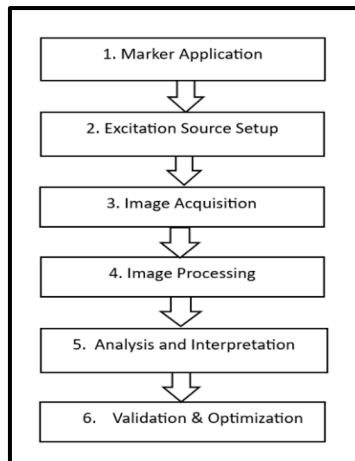 1. Marker Application
2. Excitation Source Setup
3. Image Acquisition
4. Image Processing
5. Analysis and Interpretation
6. Validation & Optimization